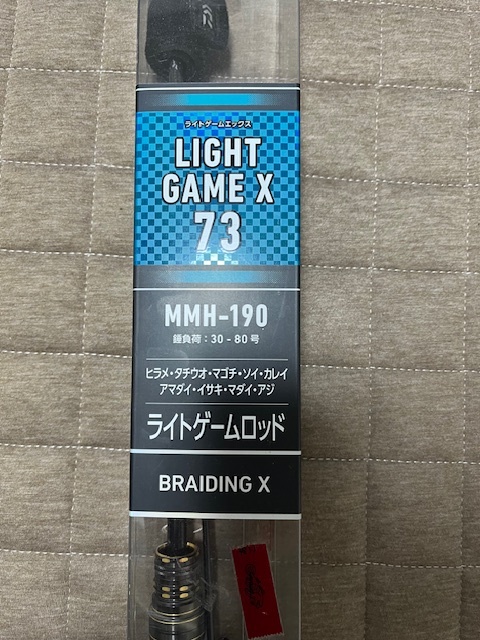 ライトゲームエックス
LIGHT
GAME X
73
MMH-190
錘負荷：30-80号
ヒラメ・タチウオ・マゴチ・ソイ・カレイ
アマダイ・イサキ・マダイ・アジ
ライトゲームロッド
BRAIDING X